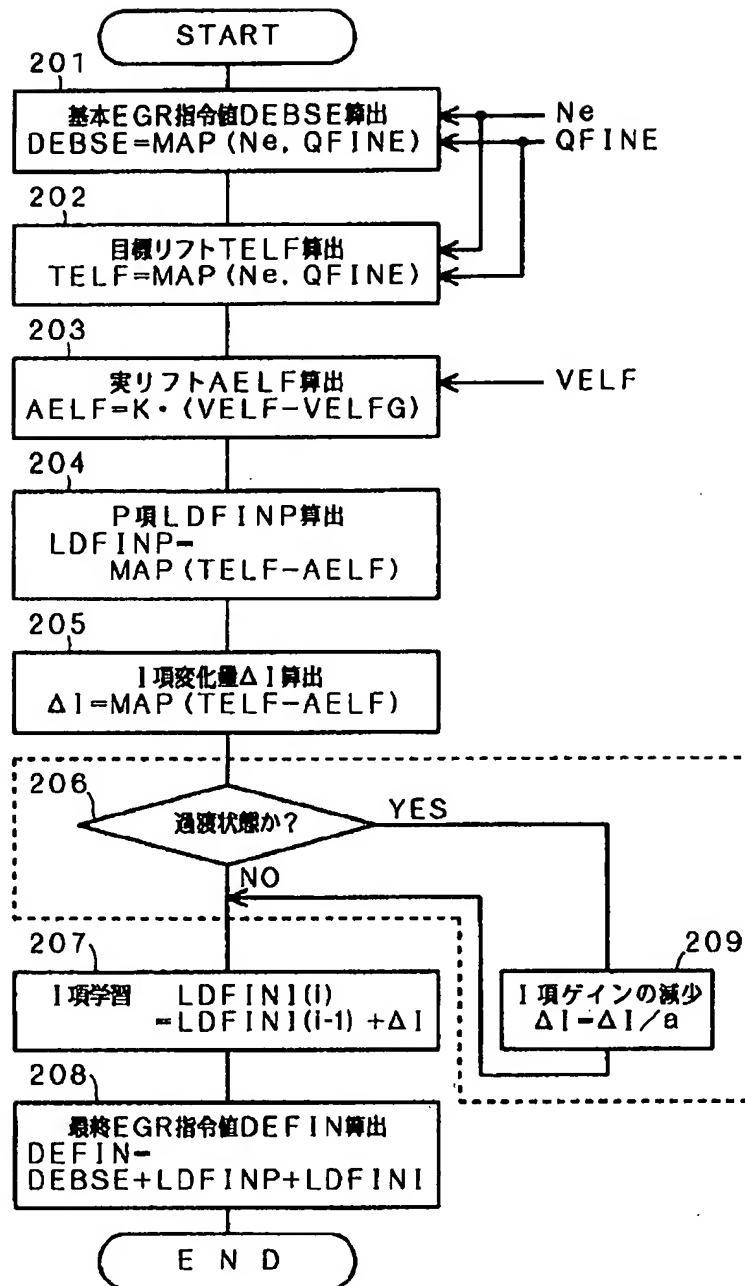 START
201
基本EGR指令値DEBSE算出
DEBSE=MAP(Ne, QFINE)
Ne
QFINE
202
目標リフトTELF算出
TELF=MAP(Ne, QFINE)
203
実リフトAELF算出
AELF=K・(VELF-VELFG)
VELF
204
P項LDFINP算出
LDFINP=
MAP(TELF-AELF)
205
I項変化量ΔI算出
ΔI=MAP(TELF-AELF)
206
過渡状態か?
YES
NO
207
I項学習 LDFINI(i)
=LDFINI(i-1)+ΔI
209
I項ゲインの減少
ΔI=ΔI/a
208
最終EGR指令値DEFIN算出
DEFIN=
DEBSE+LDFINP+LDFINI
END